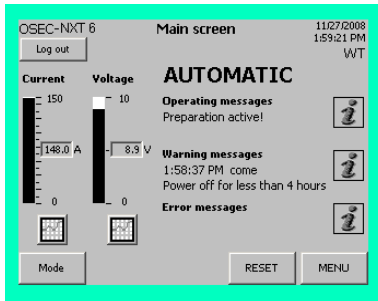 OSEC-NXT 6 Main screen 11/27/2008
1:59:21 PM
Log out WT
Current Voltage AUTOMATIC
150 10 Operating messages
Preparation active!
148.0 A 8.9 V Warning messages
1:58:37 PM come
Power off for less than 4 hours
0 0 Error messages
Mode RESET MENU